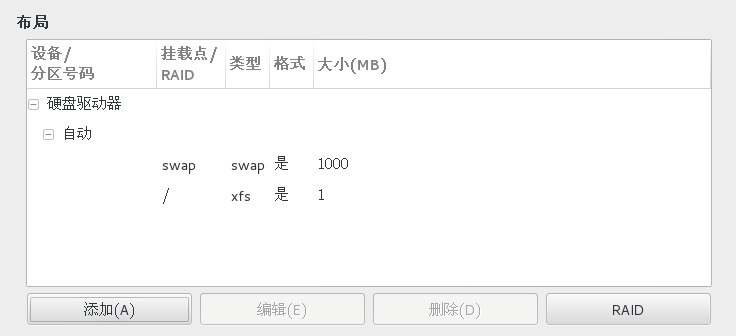 布局
设备/ 挂载点/ 类型 格式 大小(MB)
分区号码 RAID
硬盘驱动器
自动
swap swap 是 1000
/ xfs 是 1
添加(A) 编辑(E) 删除(D) RAID